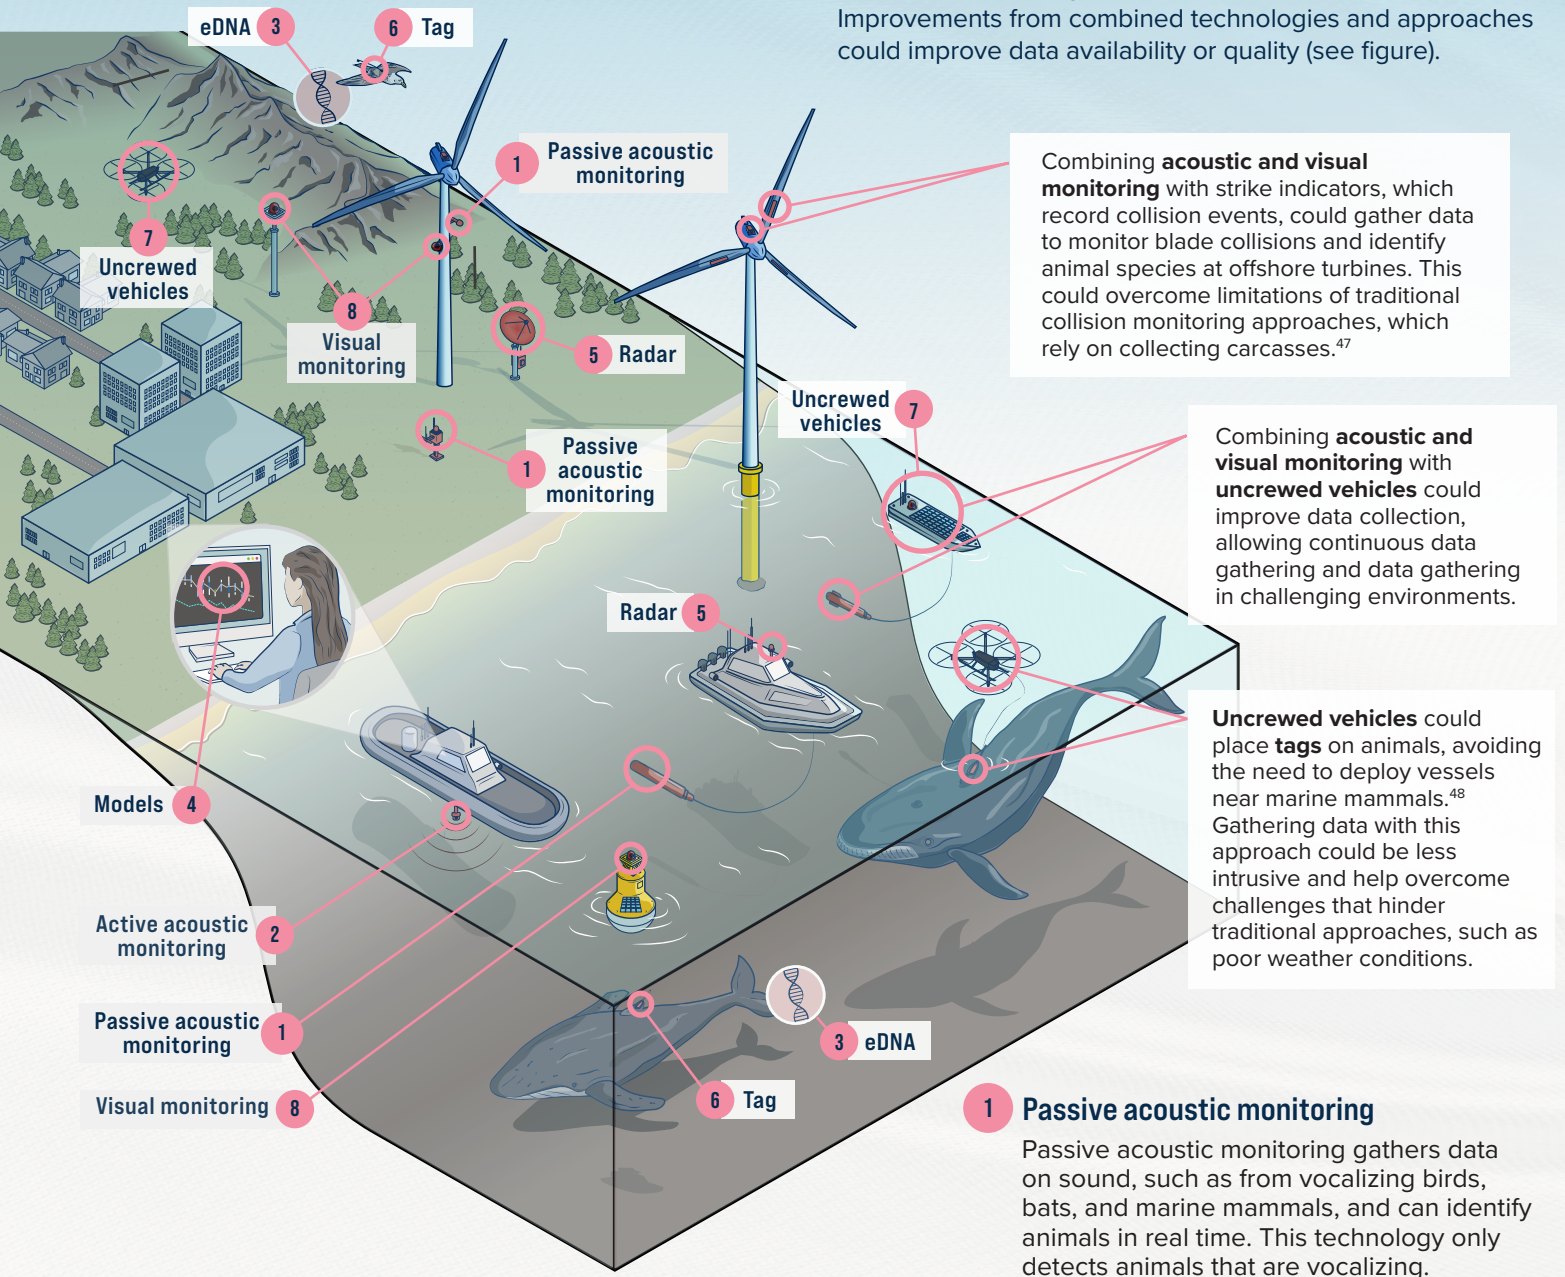 Improvements from combined technologies and approaches
could improve data availability or quality (see figure).
eDNA 3
6 Tag
1 Passive acoustic
monitoring
7
Uncrewed
vehicles
8
Visual
monitoring
5 Radar
1 Passive
acoustic
monitoring
Combining acoustic and visual
monitoring with strike indicators, which
record collision events, could gather data
to monitor blade collisions and identify
animal species at offshore turbines. This
could overcome limitations of traditional
collision monitoring approaches, which
rely on collecting carcasses.47
Uncrewed
vehicles 7
Combining acoustic and
visual monitoring with
uncrewed vehicles could
improve data collection,
allowing continuous data
gathering and data gathering
in challenging environments.
Radar 5
Uncrewed vehicles could
place tags on animals, avoiding
the need to deploy vessels
near marine mammals.48
Gathering data with this
approach could be less
intrusive and help overcome
challenges that hinder
traditional approaches, such as
poor weather conditions.
Models 4
Active acoustic
monitoring 2
Passive acoustic
monitoring 1
Visual monitoring 8
3 eDNA
6 Tag
1 Passive acoustic monitoring
Passive acoustic monitoring gathers data
on sound, such as from vocalizing birds,
bats, and marine mammals, and can identify
animals in real time. This technology only
detects animals that are vocalizing.